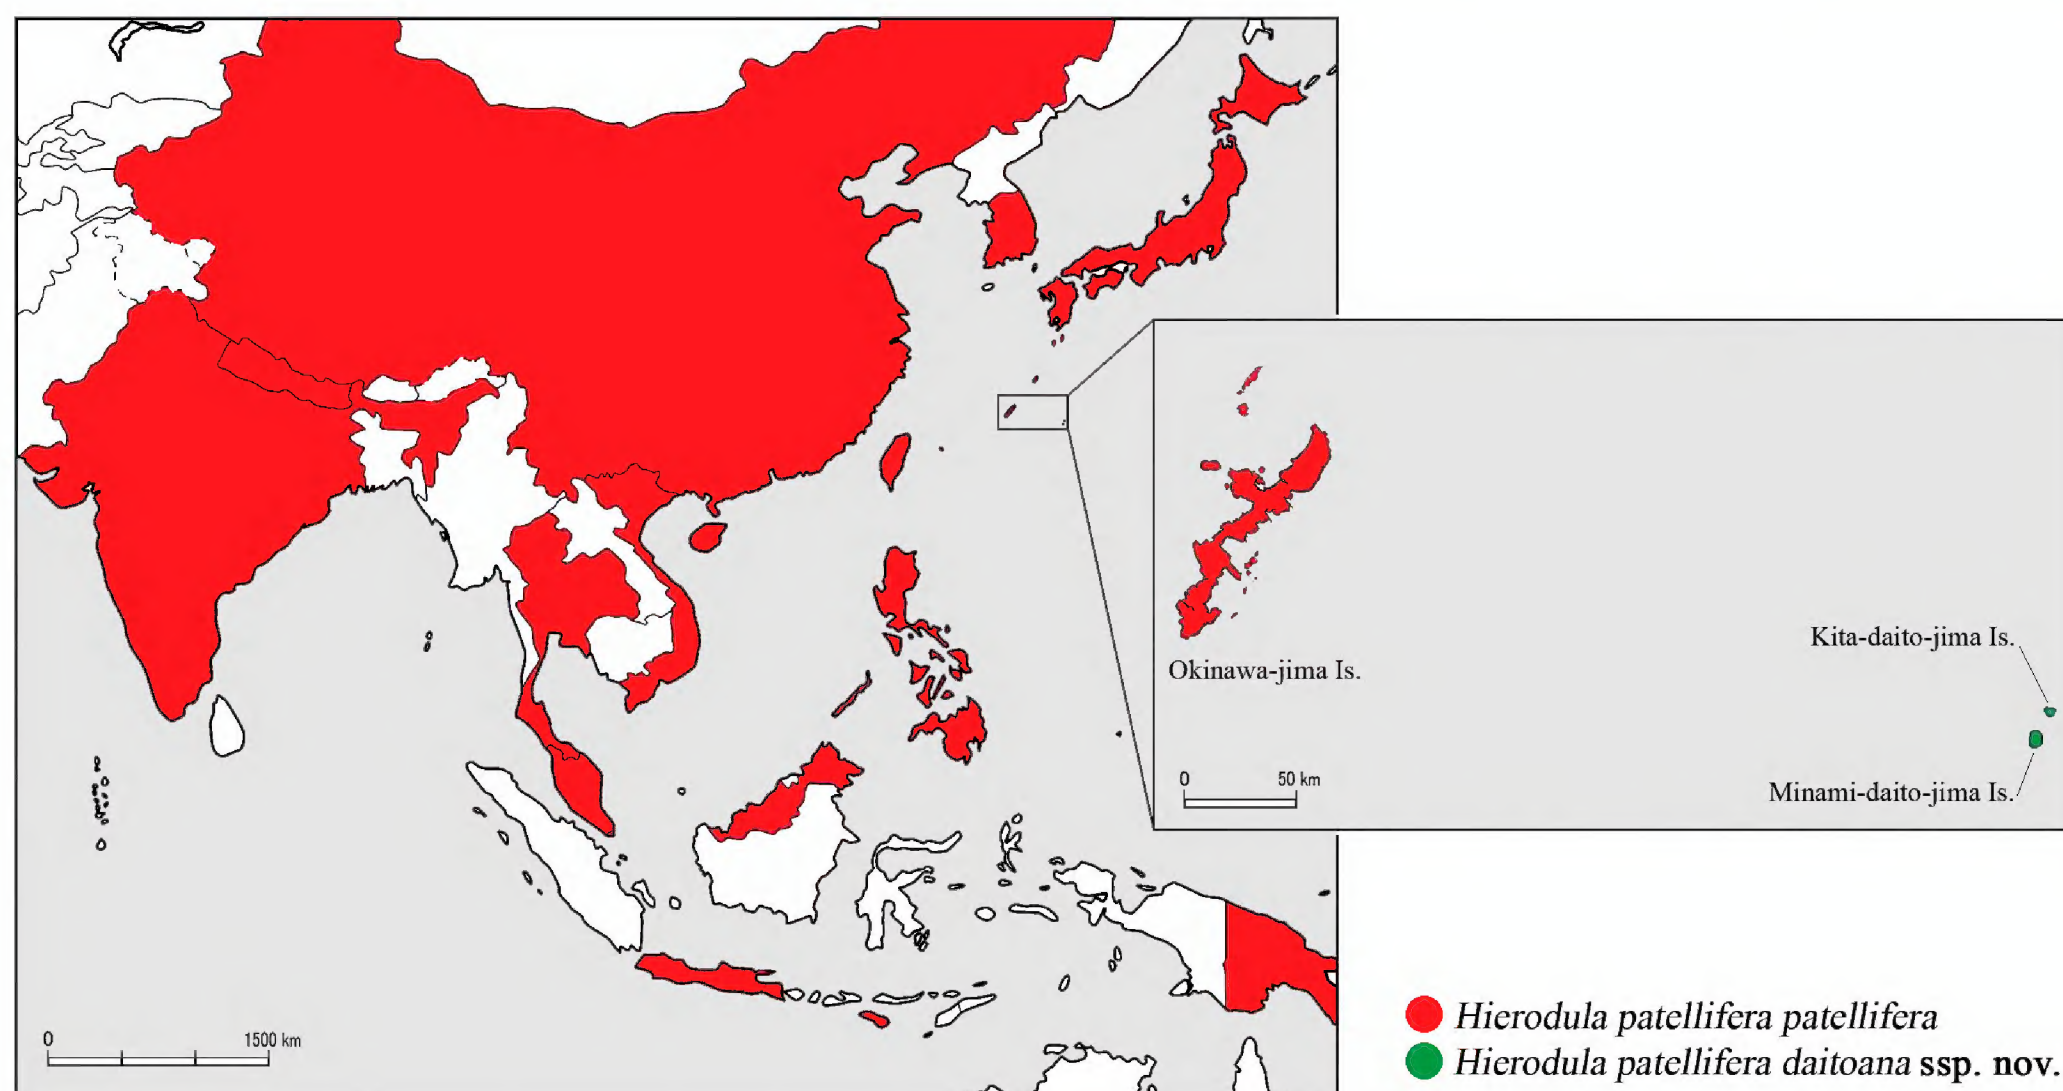 Okinawa-jima Is.
Kita-daito-jima Is.
Minami-daito-jima Is.
0 50 km
0 1500 km
Hierodula patellifera patellifera
Hierodula patellifera daitoana ssp. nov.